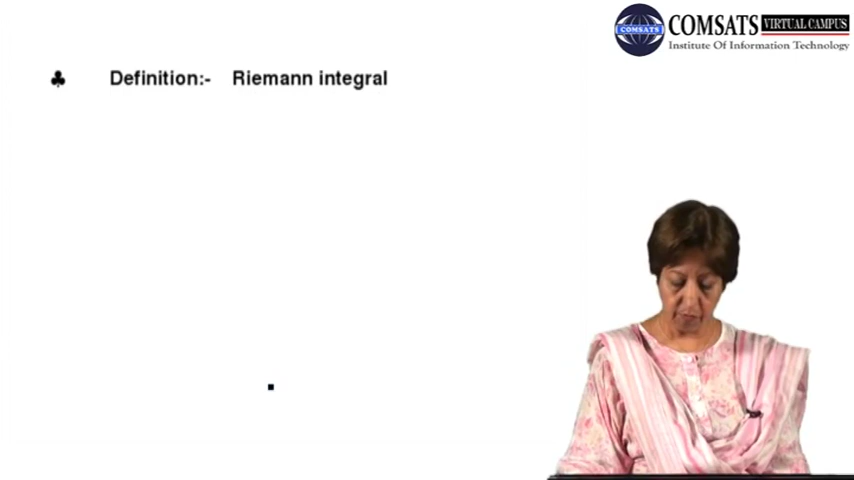 COMSATS VIRTUAL CAMPUS
COMSATS
Institute Of Information Technology
♣ Definition:- Riemann integral